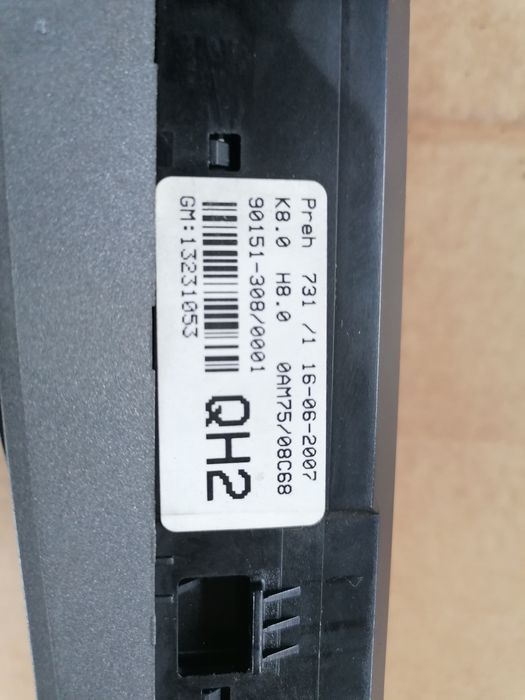 Preh 731 /1 16-06-2007
K8.0 H8.0 0AM75/08C68
90151-308/0001
QH2
GM:13231053